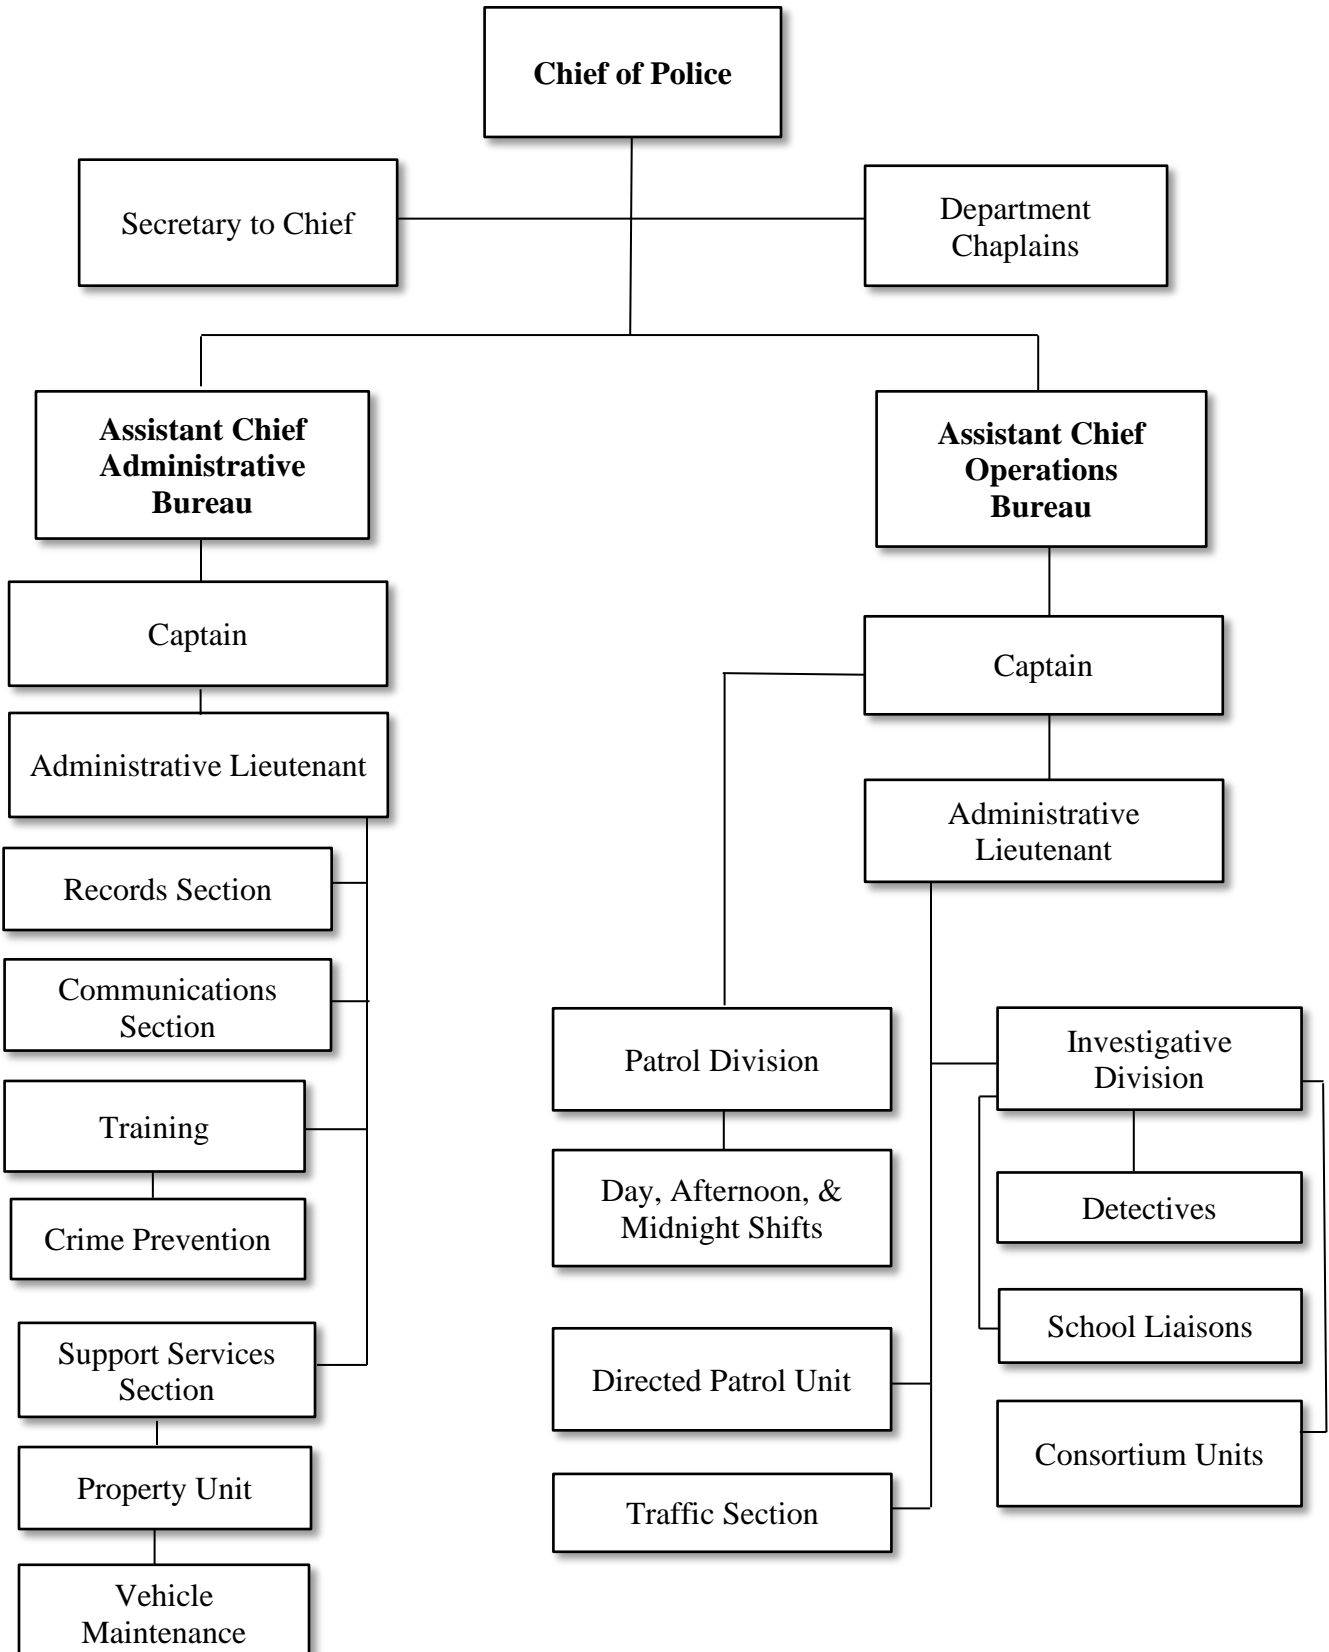 Chief of Police
Secretary to Chief
Department
Chaplains
Assistant Chief
Administrative
Bureau
Assistant Chief
Operations
Bureau
Captain
Captain
Administrative Lieutenant
Administrative
Lieutenant
Records Section
Communications
Section
Training
Crime Prevention
Support Services
Section
Property Unit
Vehicle
Maintenance
Patrol Division
Day, Afternoon, &
Midnight Shifts
Directed Patrol Unit
Traffic Section
Investigative
Division
Detectives
School Liaisons
Consortium Units